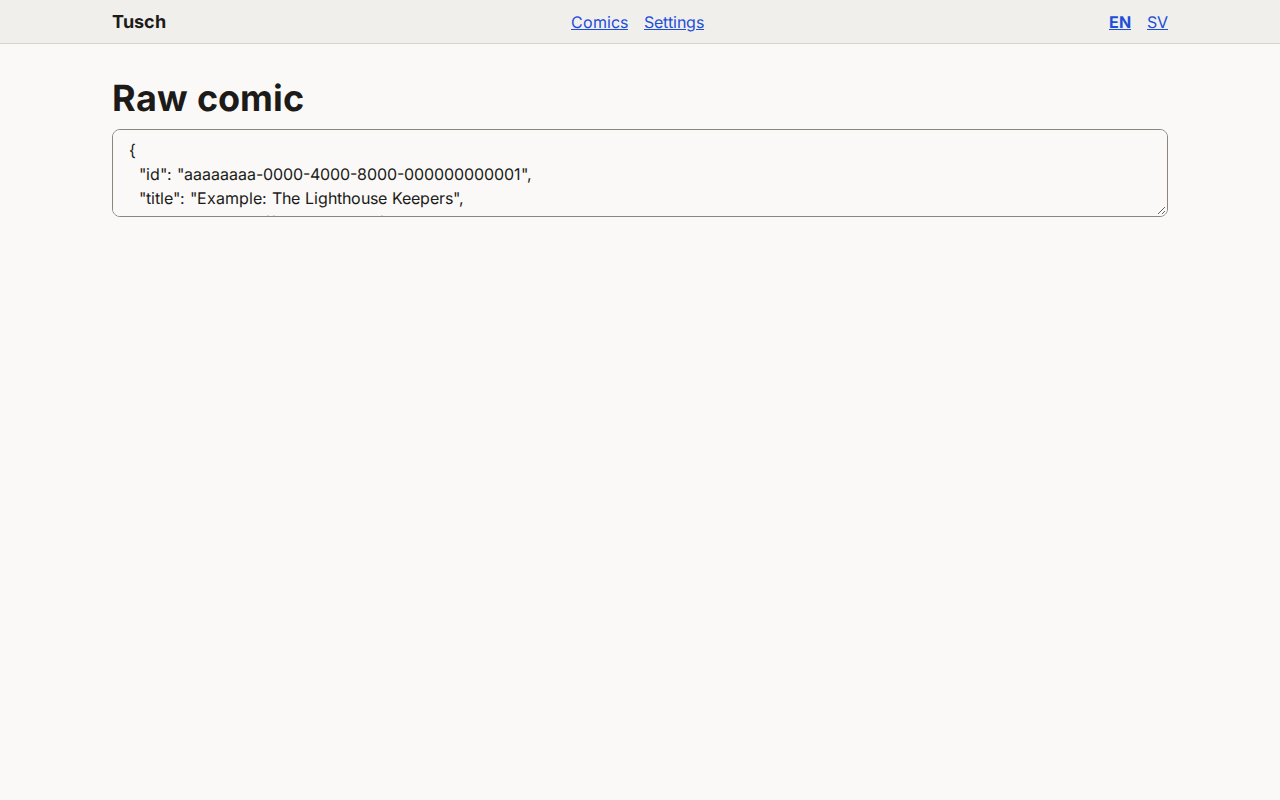 Tusch
Comics Settings
EN SV
Raw comic
{
"id": "aaaaaaaa-0000-4000-8000-000000000001",
"title": "Example: The Lighthouse Keepers",